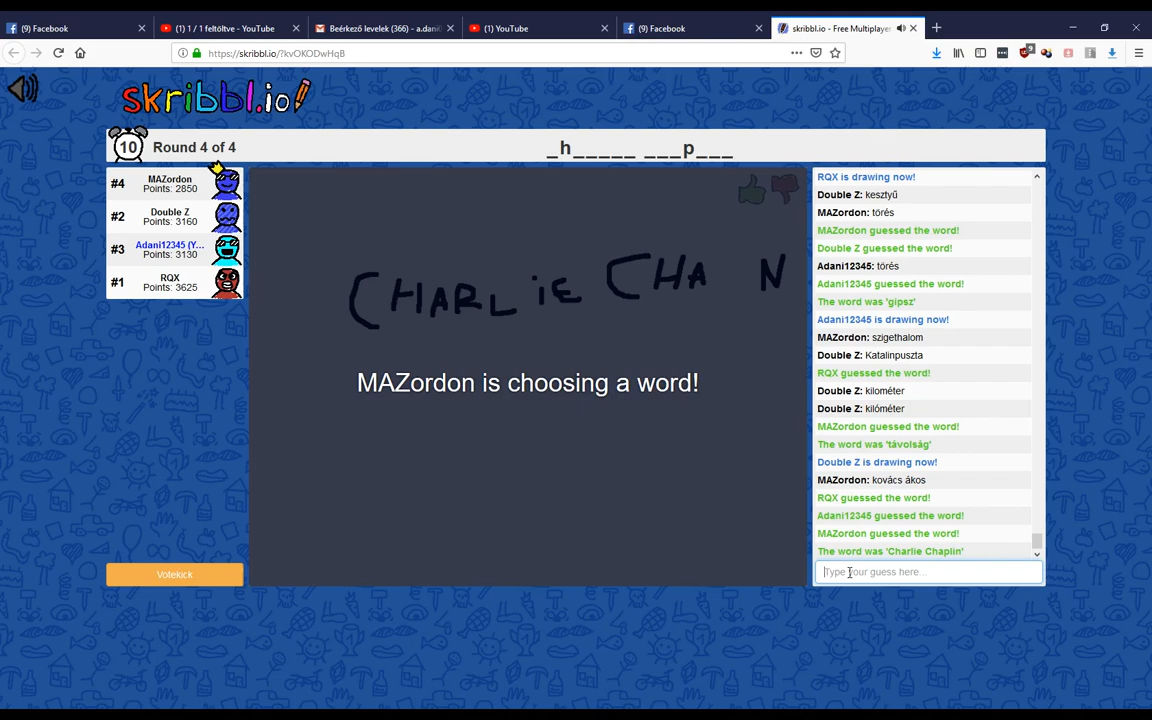 (9) Facebook
(1) 1 / 1 feltöltve - YouTube
Beérkező levelek (366) – a.dani
(1) YouTube
(9) Facebook
skribbl.io - Free Multiplayer
https://skribbl.io/?kvOKODwHqB
skribbl.io
10
Round 4 of 4
_h_____ ___p___
#4
MAZordon
Points: 2850
#2
Double Z
Points: 3160
#3
Adani12345 (Y...
Points: 3130
#1
RQX
Points: 3625
Votekick
CHARLiE CHA N
MAZordon is choosing a word!
RQX is drawing now!
Double Z: kesztyű
MAZordon: törés
MAZordon guessed the word!
Double Z guessed the word!
Adani12345: törés
Adani12345 guessed the word!
The word was 'gipsz'
Adani12345 is drawing now!
MAZordon: szigethalom
Double Z: Katalinpuszta
RQX guessed the word!
Double Z: kilométer
Double Z: kilóméter
MAZordon guessed the word!
The word was 'távolság'
Double Z is drawing now!
MAZordon: kovács ákos
RQX guessed the word!
Adani12345 guessed the word!
MAZordon guessed the word!
The word was 'Charlie Chaplin'
Type your guess here...